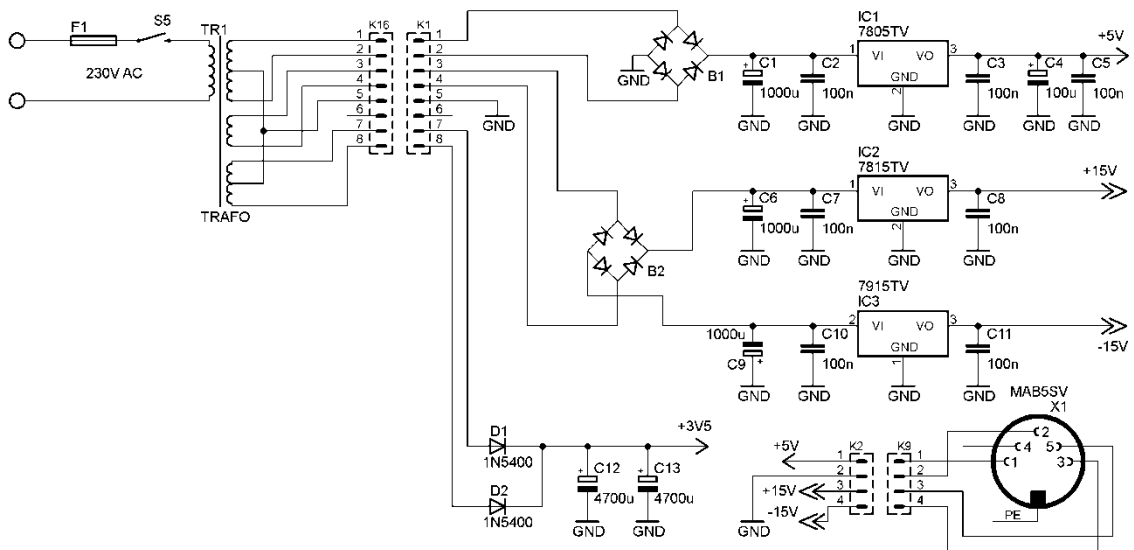 F1
S5
230V AC
TR1
TRAFO
K16
1
2
3
4
5
6
7
8
K1
1
2
3
4
5
6
7
8
GND
GND
B1
C1
+
1000u
GND
C2
100n
GND
IC1
7805TV
1
VI
VO
3
GND
2
GND
C3
100n
GND
C4
+
100u
GND
C5
100n
GND
+5V
B2
C6
+
1000u
GND
C7
100n
GND
IC2
7815TV
1
VI
VO
3
GND
2
GND
C8
100n
GND
+15V
1000u
C9
+
GND
C10
100n
GND
7915TV
IC3
2
VI
VO
3
GND
1
GND
C11
100n
GND
-15V
D1
1N5400
D2
1N5400
C12
+
4700u
GND
C13
+
4700u
GND
+3V5
+5V
+15V
-15V
GND
K2
1
2
3
4
K9
1
2
3
4
MAB5SV
X1
2
4
5
1
3
PE